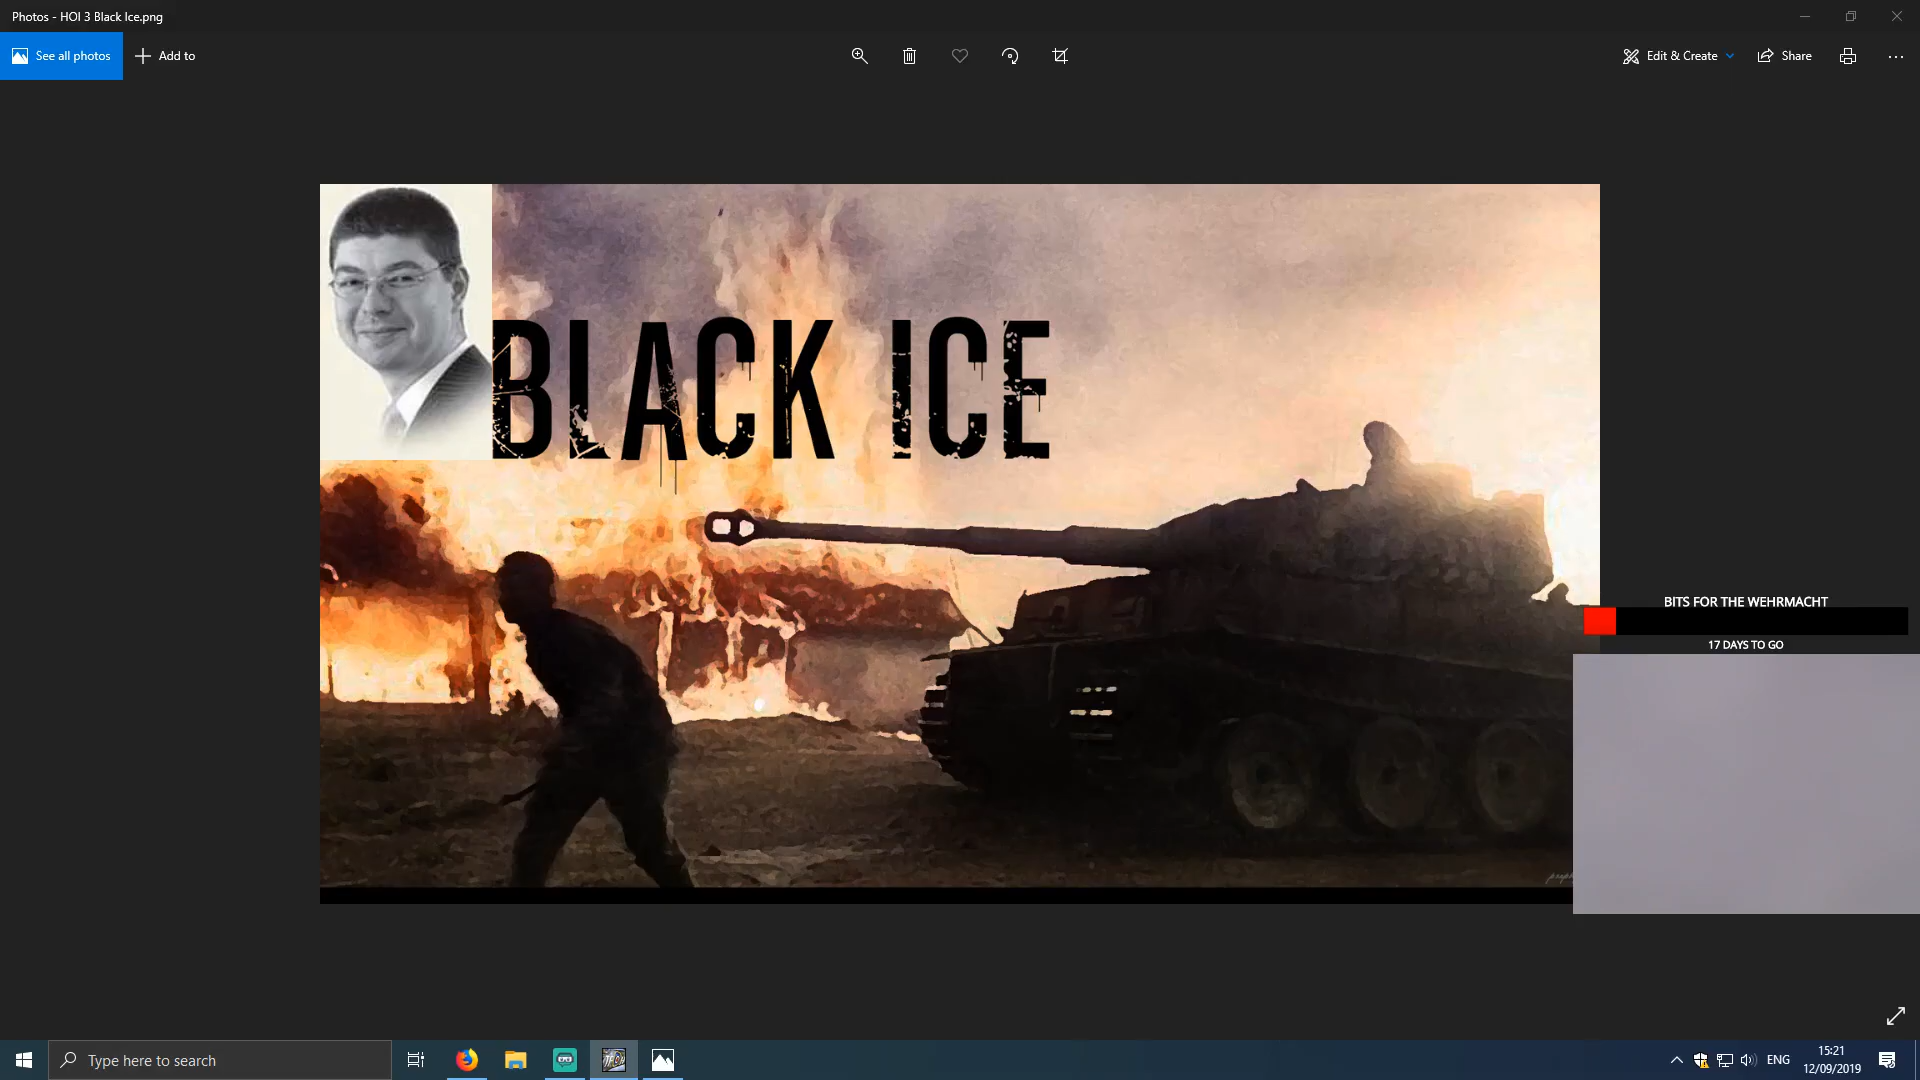 Photos - HOI 3 Black Ice.png
See all photos
Add to
Edit & Create
Share
BLACK ICE
BITS FOR THE WEHRMACHT
17 DAYS TO GO
Type here to search
ENG
15:21
12/09/2019